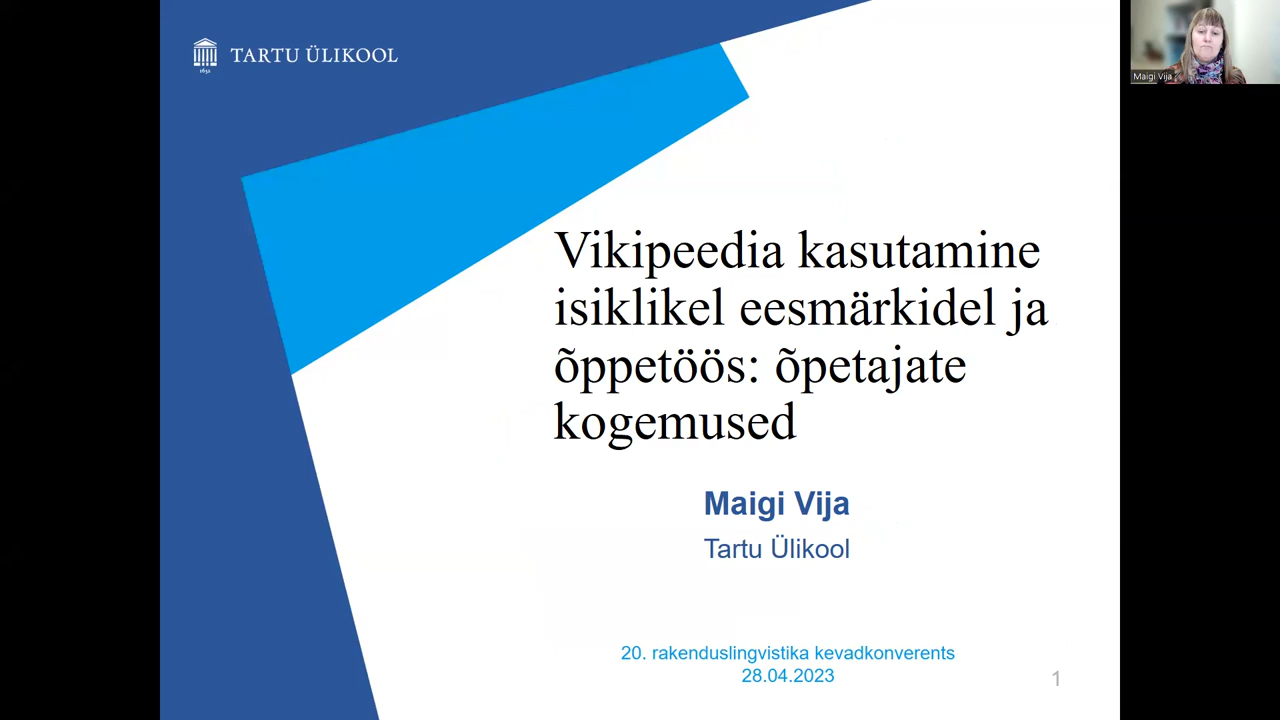 1632
TARTU ÜLIKOOL
Maigi Vija
Vikipeedia kasutamine
isiklikel eesmärkidel ja
õppetöös: õpetajate
kogemused
Maigi Vija
Tartu Ülikool
20. rakenduslingvistika kevadkonverents
28.04.2023
1